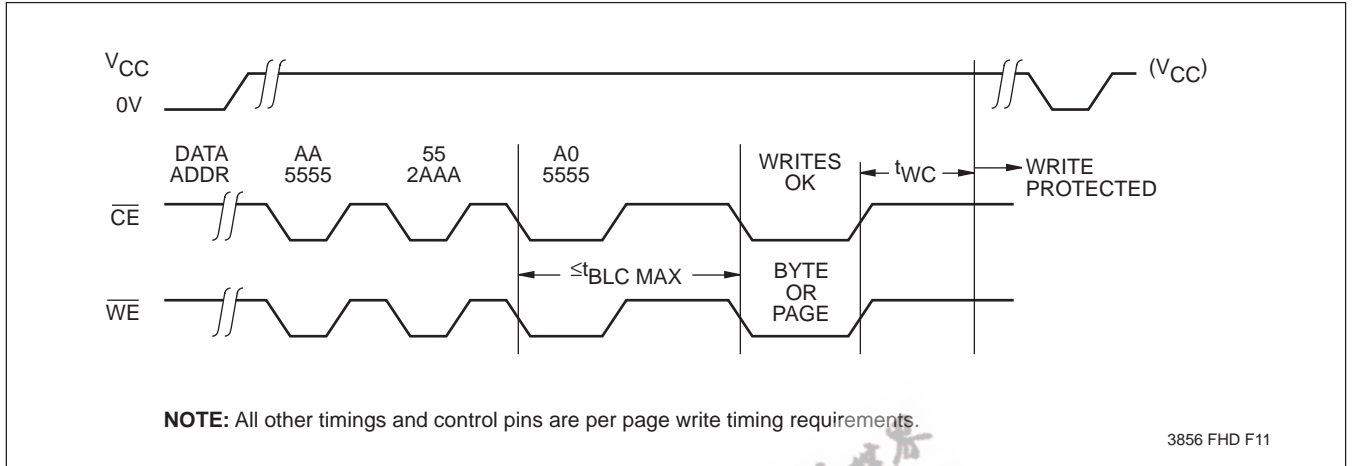 VCC
0V
(VCC)
DATA AA 55 A0
ADDR 5555 2AAA 5555
WRITES
OK
tWC
WRITE
PROTECTED
CE
≤tBLC MAX
BYTE
OR
PAGE
WE
NOTE: All other timings and control pins are per page write timing requirements.
3856 FHD F11